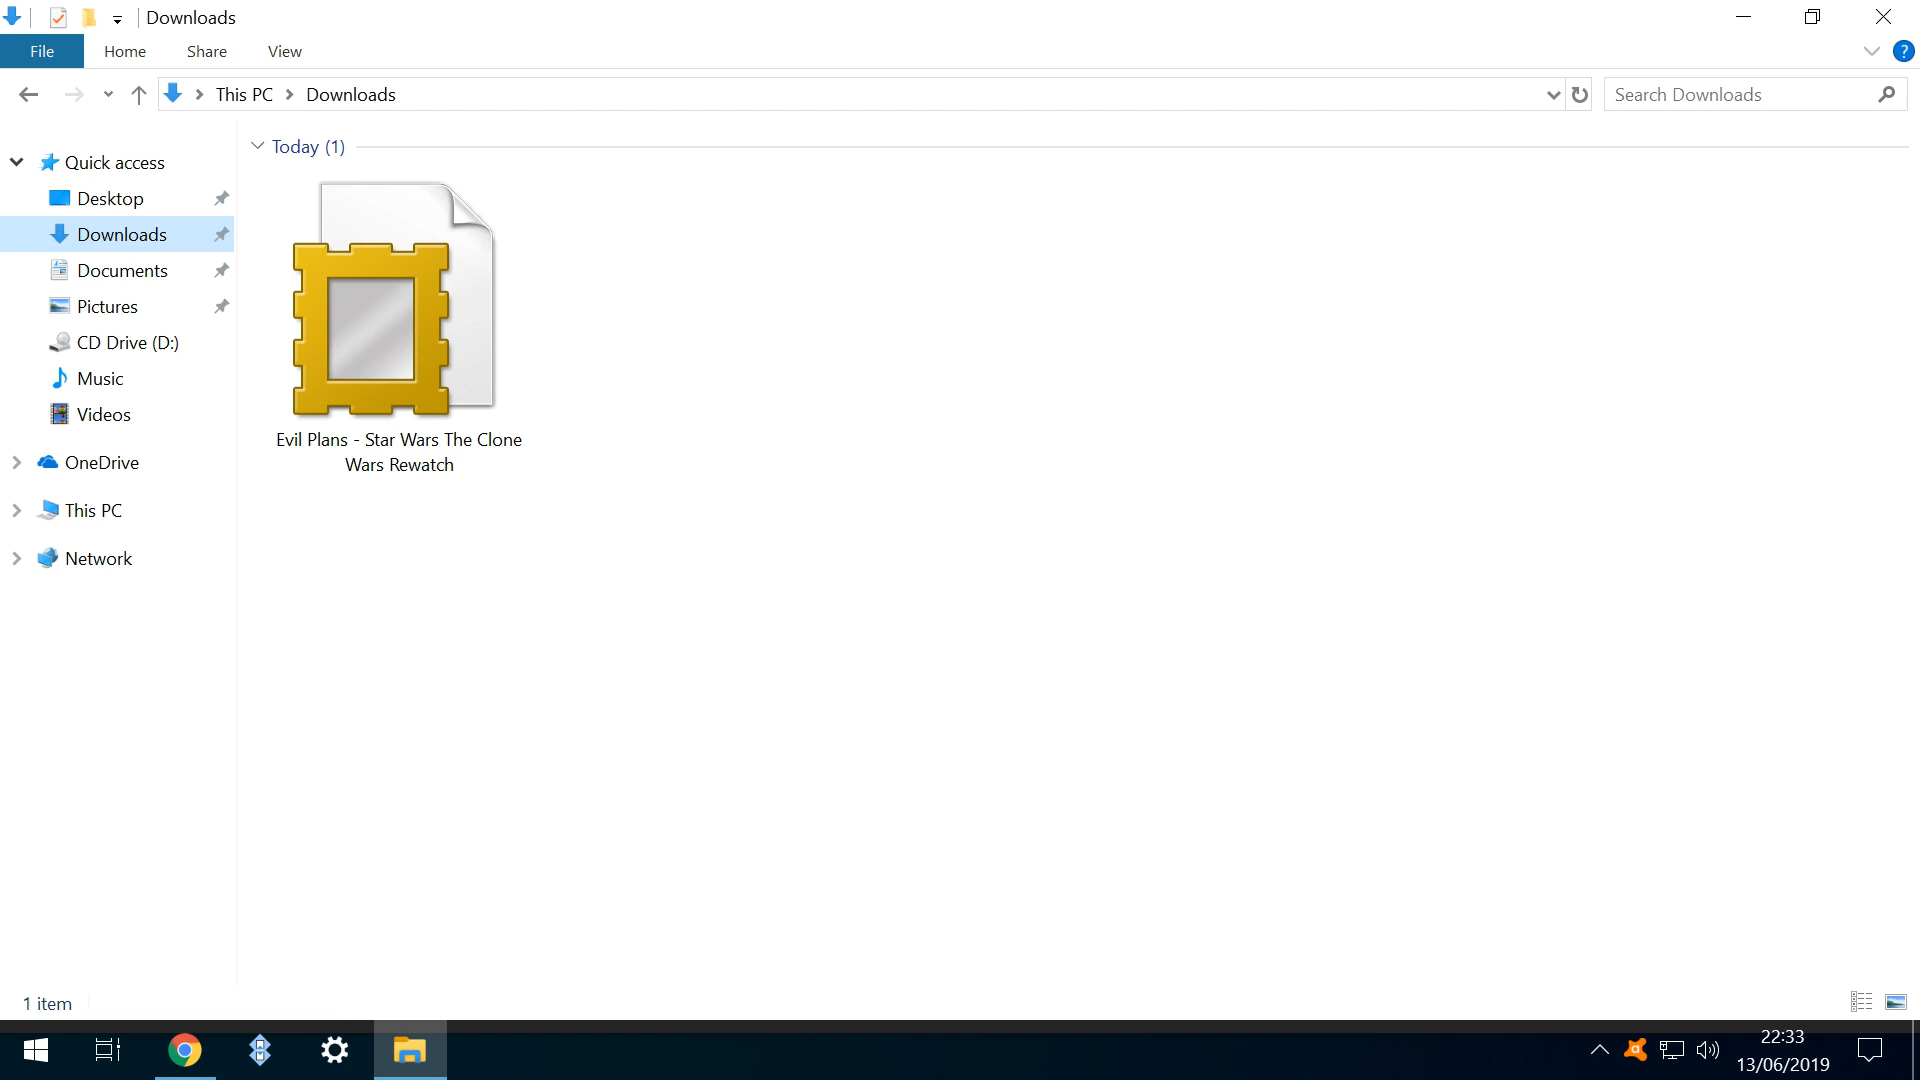 Downloads
File
Home
Share
View
?
This PC
Downloads
Search Downloads
Quick access
Desktop
Downloads
Documents
Pictures
CD Drive (D:)
Music
Videos
OneDrive
This PC
Network
Today (1)
Evil Plans - Star Wars The Clone
Wars Rewatch
1 item
22:33
13/06/2019